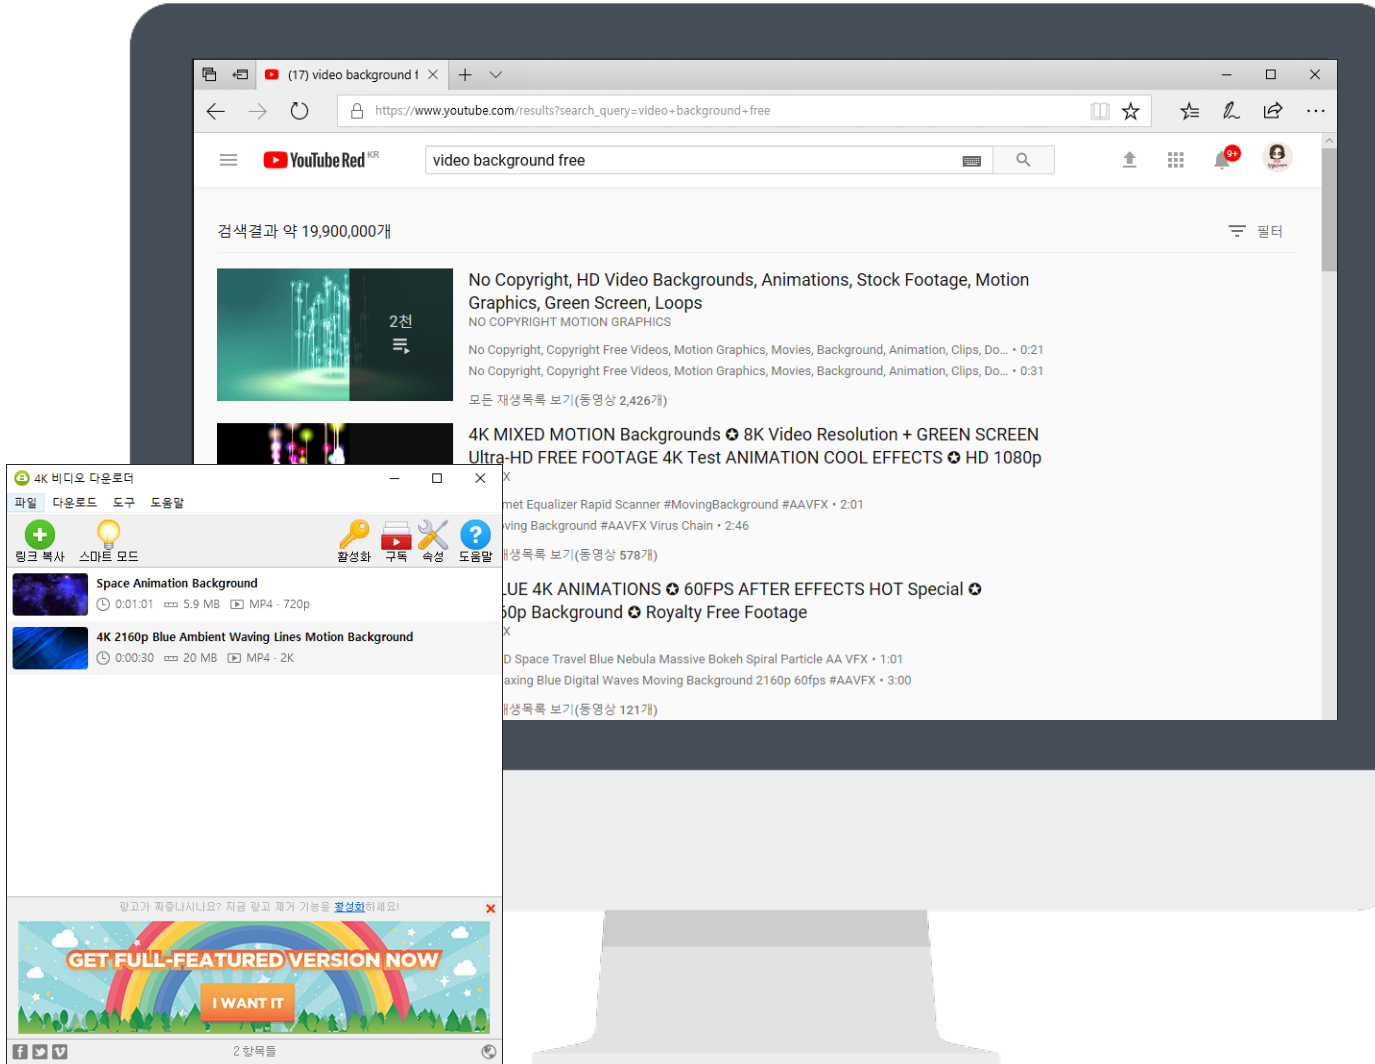 (17) video background f
https://www.youtube.com/results?search_query=video+background+free
YouTube Red KR
video background free
9+
검색결과 약 19,900,000개
필터
2천
No Copyright, HD Video Backgrounds, Animations, Stock Footage, Motion
Graphics, Green Screen, Loops
NO COPYRIGHT MOTION GRAPHICS
No Copyright, Copyright Free Videos, Motion Graphics, Movies, Background, Animation, Clips, Do... • 0:21
No Copyright, Copyright Free Videos, Motion Graphics, Movies, Background, Animation, Clips, Do... • 0:31
모든 재생목록 보기(동영상 2,426개)
4K MIXED MOTION Backgrounds ✪ 8K Video Resolution + GREEN SCREEN
Ultra-HD FREE FOOTAGE 4K Test ANIMATION COOL EFFECTS ✪ HD 1080p
X
met Equalizer Rapid Scanner #MovingBackground #AAVFX • 2:01
ving Background #AAVFX Virus Chain • 2:46
재생목록 보기(동영상 578개)
LUE 4K ANIMATIONS ✪ 60FPS AFTER EFFECTS HOT Special ✪
60p Background ✪ Royalty Free Footage
X
D Space Travel Blue Nebula Massive Bokeh Spiral Particle AA VFX • 1:01
axing Blue Digital Waves Moving Background 2160p 60fps #AAVFX • 3:00
재생목록 보기(동영상 121개)
4K 비디오 다운로더
파일 다운로드 도구 도움말
링크 복사 스마트 모드 활성화 구독 속성 도움말
Space Animation Background
0:01:01 5.9 MB MP4 · 720p
4K 2160p Blue Ambient Waving Lines Motion Background
0:00:30 20 MB MP4 · 2K
광고가 짜증나시나요? 지금 광고 제거 기능을 활성화하세요!
GET FULL-FEATURED VERSION NOW
I WANT IT
2 항목들